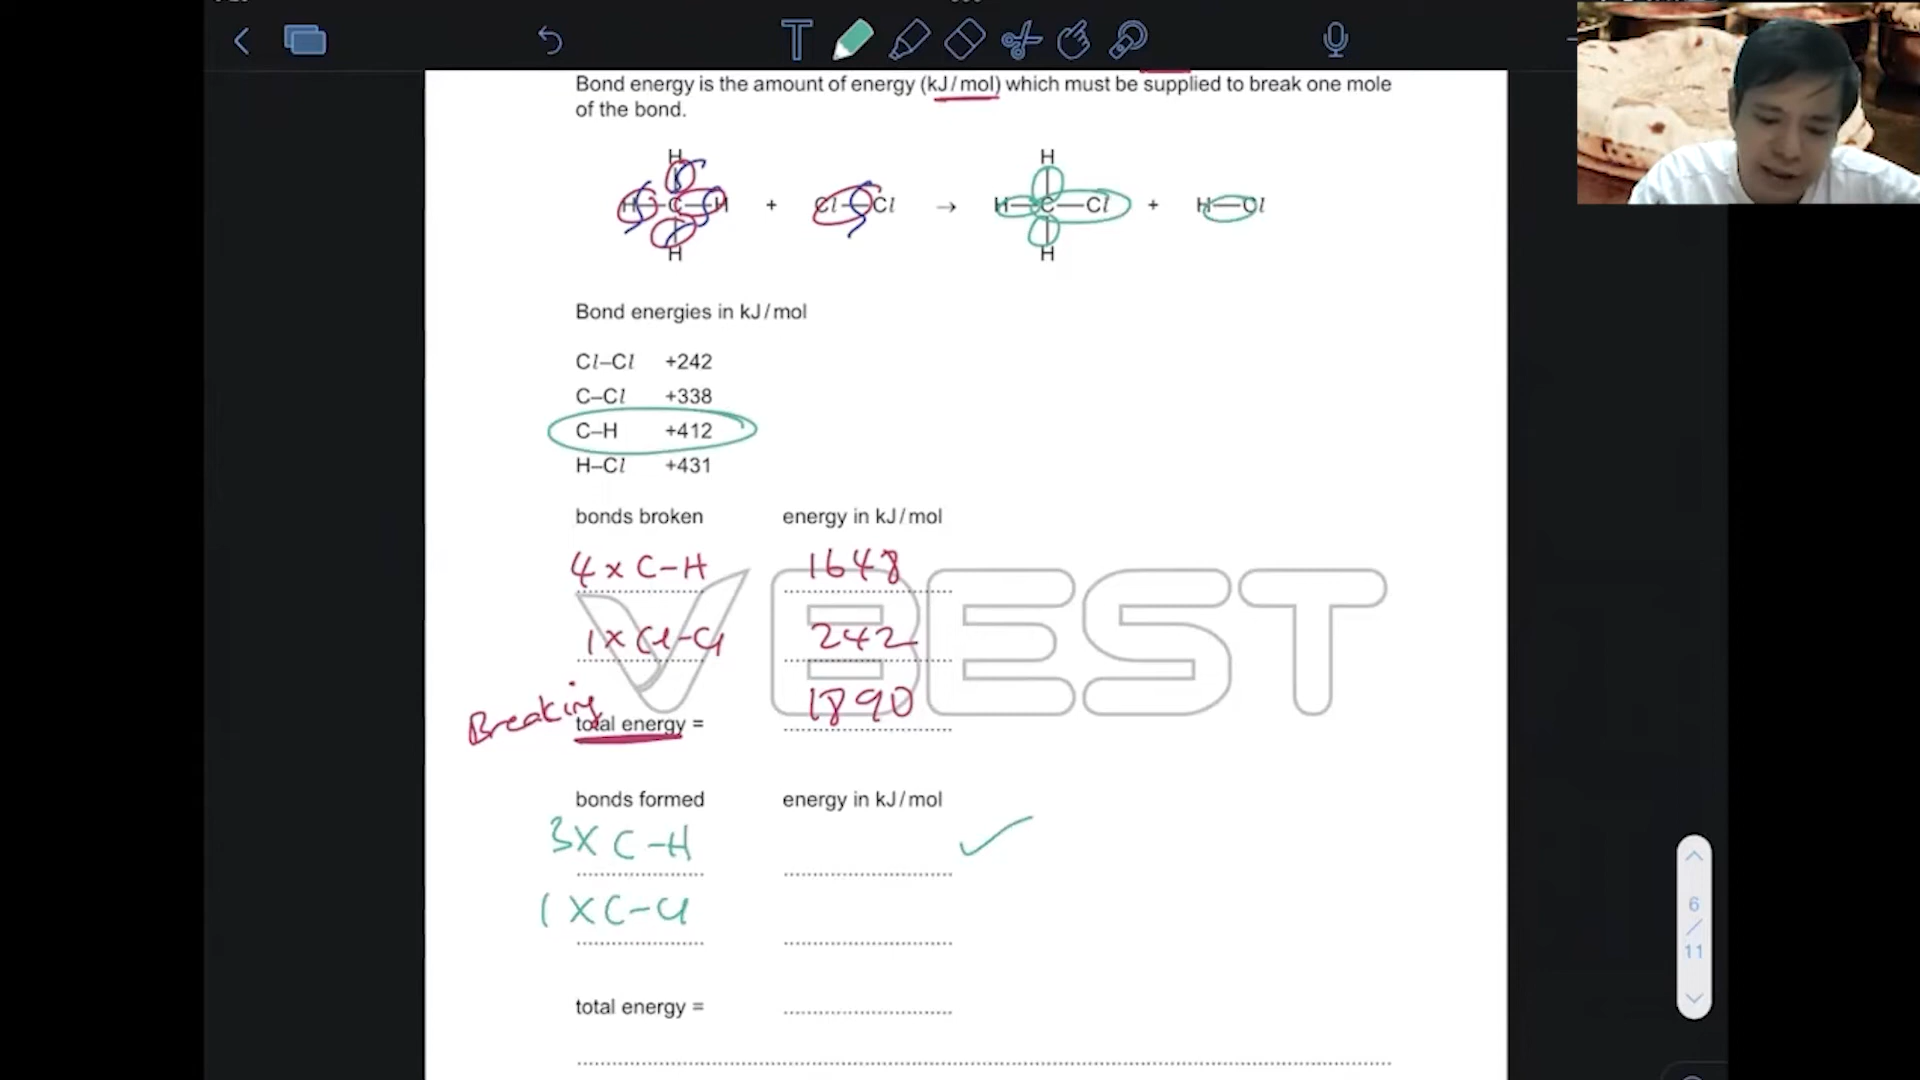 Bond energy is the amount of energy (kJ/mol) which must be supplied to break one mole
of the bond.
H
H
H—C—H + Cl—Cl → H—C—Cl + H—Cl
H
H
Bond energies in kJ/mol
Cl–Cl +242
C–Cl +338
C–H +412
H–Cl +431
bonds broken energy in kJ/mol
4 x C-H 1648
1 x Cl-Cl 242
VBEST
Breaking
total energy = 1890
bonds formed energy in kJ/mol
3 x C-H
1 x C-Cl
total energy =
6
/
11